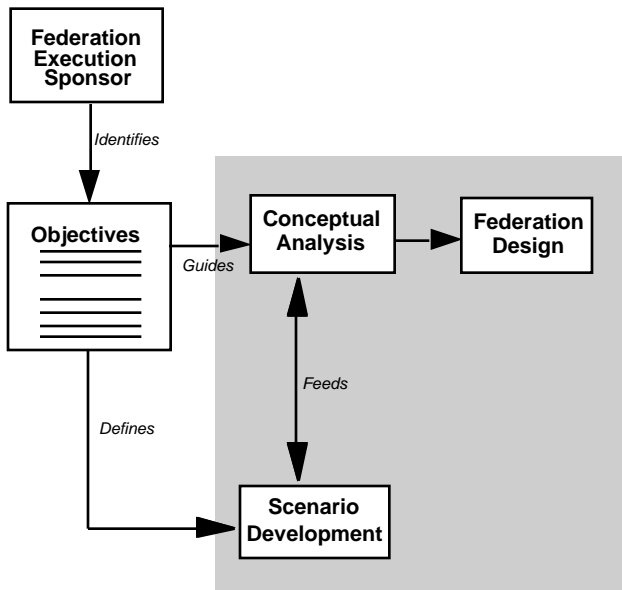 Federation
Execution
Sponsor
Identifies
Objectives
Guides
Conceptual
Analysis
Federation
Design
Feeds
Defines
Scenario
Development